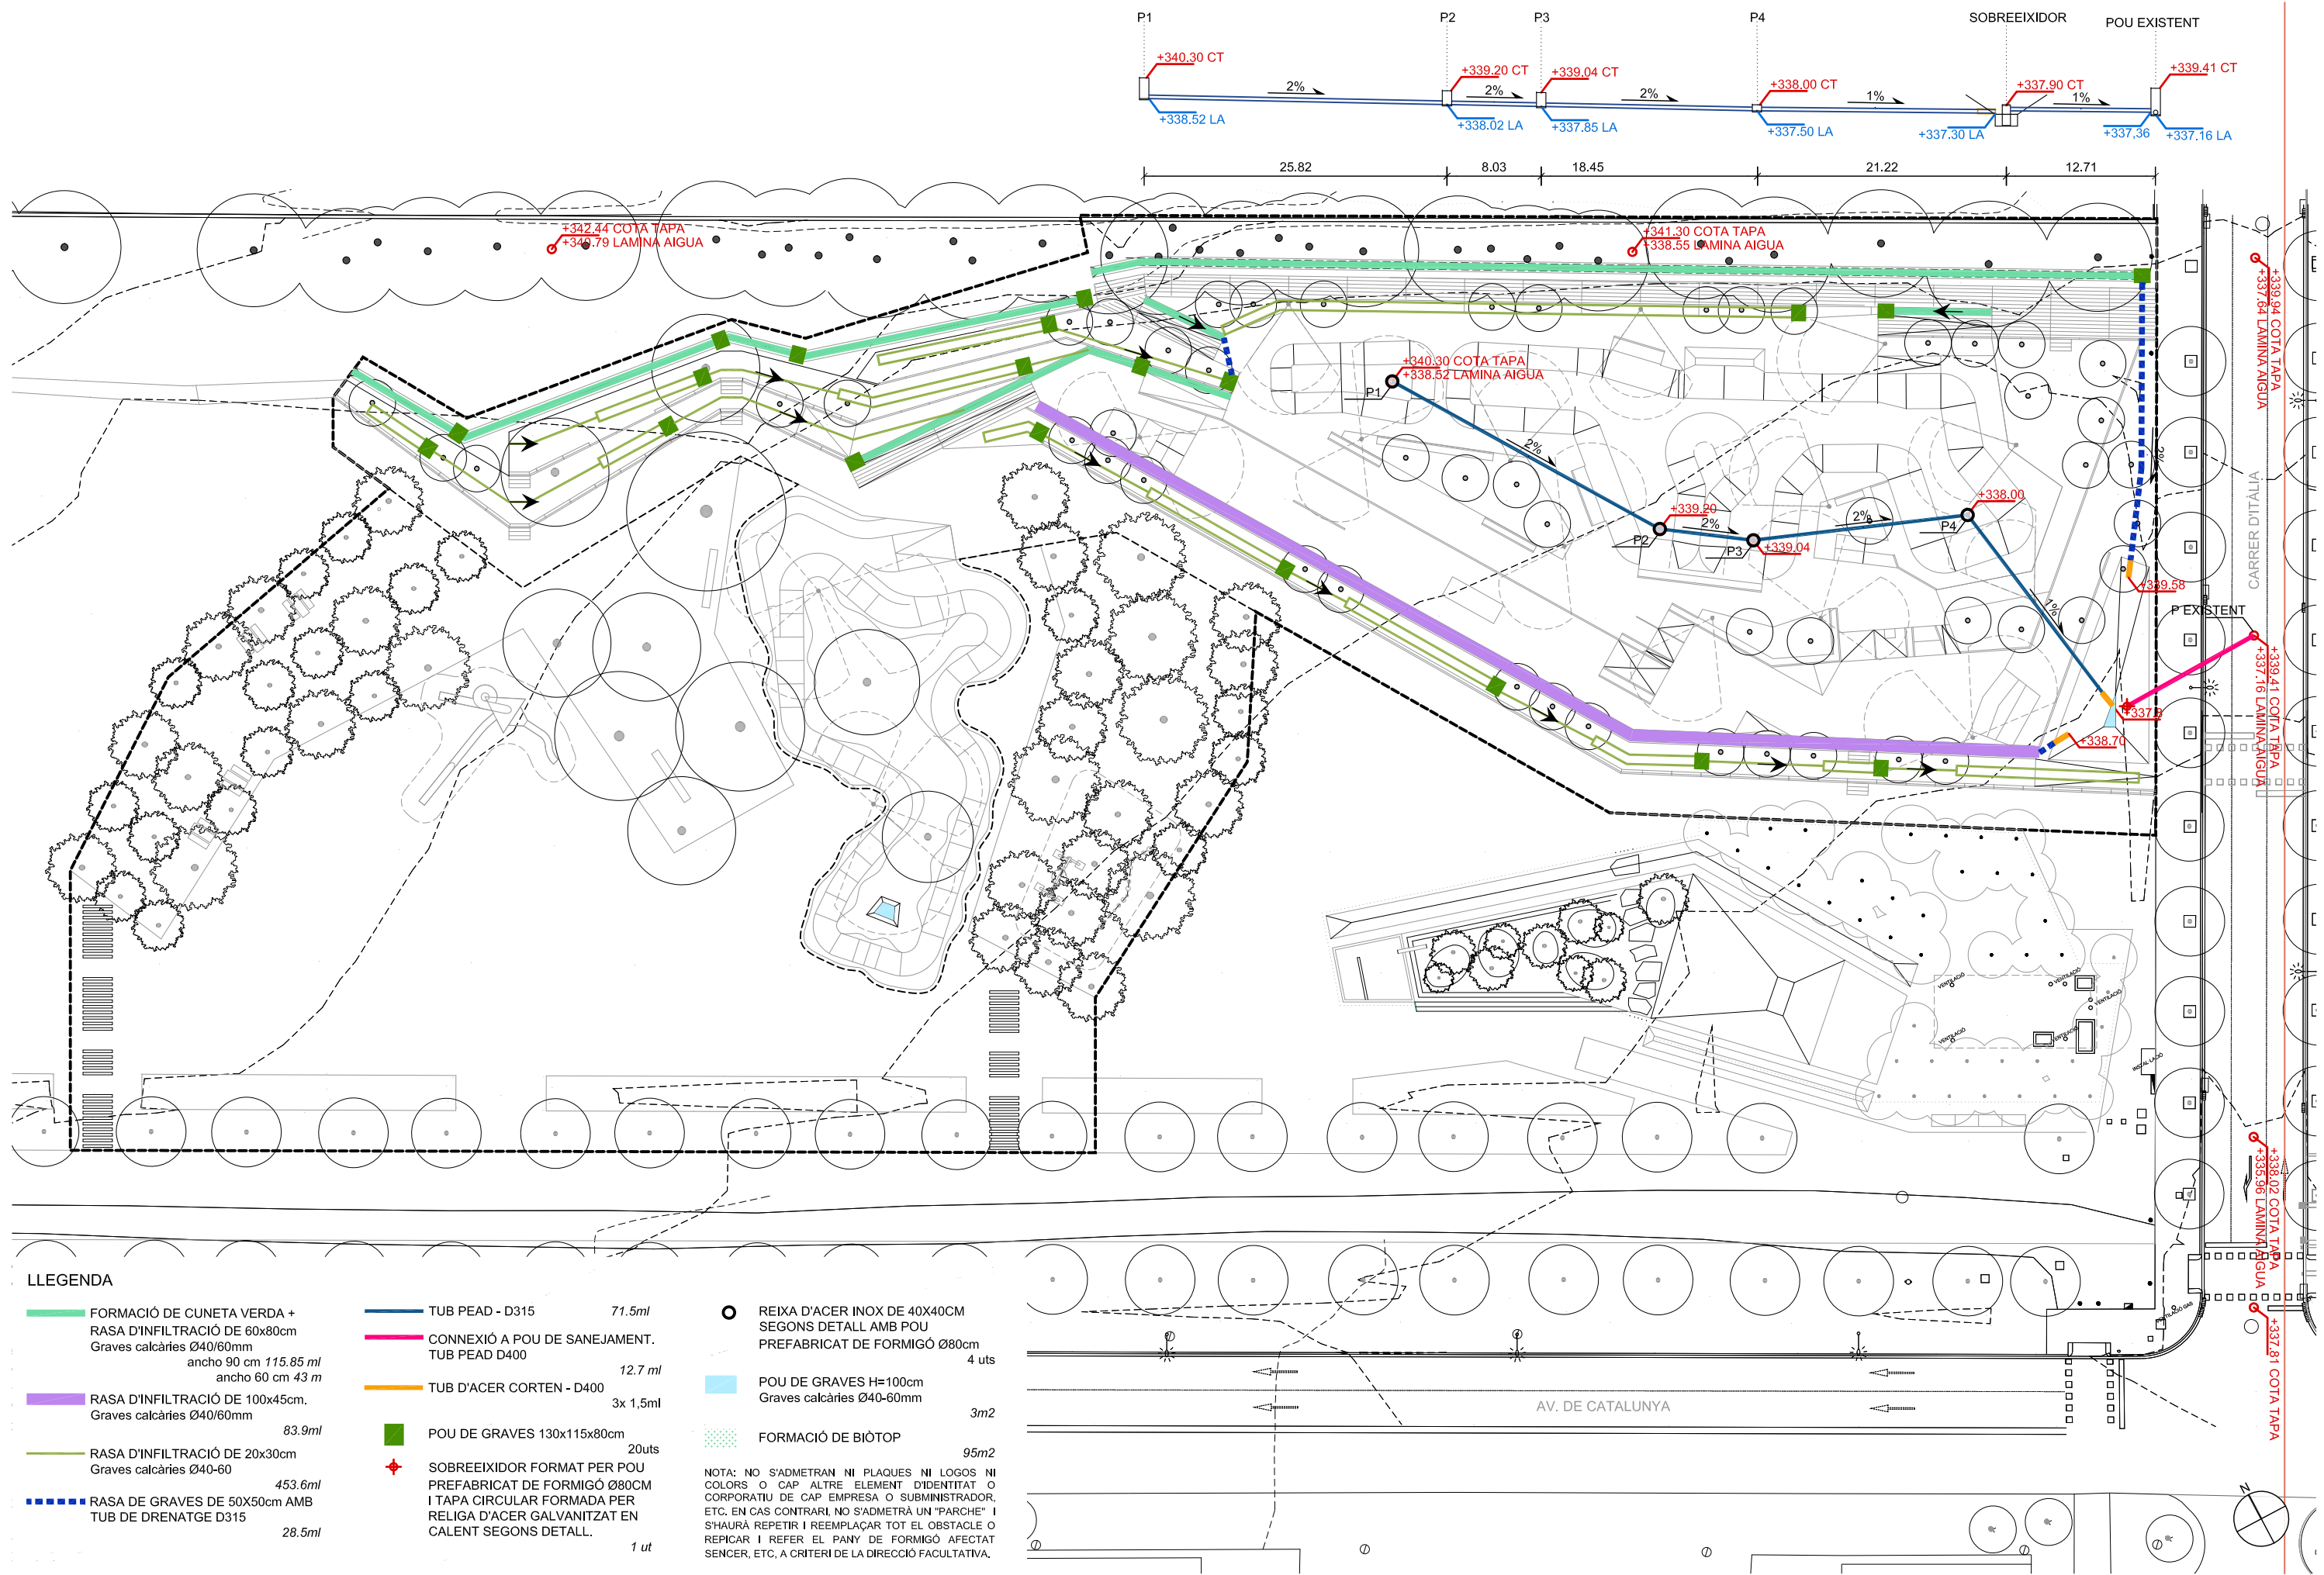 P1
P2
P3
P4
SOBREEIXIDOR
POU EXISTENT
+340.30 CT
+339.20 CT
+339.04 CT
+338.00 CT
+337.90 CT
+339.41 CT
2%
2%
2%
1%
1%
+338.52 LA
+338.02 LA
+337.85 LA
+337.50 LA
+337.30 LA
+337,36
+337.16 LA
25.82
8.03
18.45
21.22
12.71
+342.44 COTA TAPA
+340.79 LAMINA AIGUA
+341.30 COTA TAPA
+338.55 LAMINA AIGUA
+339.94 COTA TAPA
+337.64 LAMINA AIGUA
+340.30 COTA TAPA
+338.52 LAMINA AIGUA
P1
2%
2%
+339.20
P2
2%
P3
+339.04
2%
+338.00
P4
1%
+339.58
P EXISTENT
CARRER D'ITÀLIA
+339.41 COTA TAPA
+337.16 LAMINA AIGUA
+337.9
+338.70
VENTILACIÓ
VENTILACIÓ
VENTILACIÓ
VENTILACIÓ
VENTILACIÓ
INSTAL·LACIÓ
+338.02 COTA TAPA
+335.96 LAMINA AIGUA
VENTILACIÓ GAS
+337.81 COTA TAPA
AV. DE CATALUNYA
N
LLEGENDA
FORMACIÓ DE CUNETA VERDA +
RASA D'INFILTRACIÓ DE 60x80cm
Graves calcàries Ø40/60mm
ancho 90 cm 115.85 ml
ancho 60 cm 43 m
RASA D'INFILTRACIÓ DE 100x45cm.
Graves calcàries Ø40/60mm
83.9ml
RASA D'INFILTRACIÓ DE 20x30cm
Graves calcàries Ø40-60
453.6ml
RASA DE GRAVES DE 50X50cm AMB
TUB DE DRENATGE D315
28.5ml
TUB PEAD - D315 71.5ml
CONNEXIÓ A POU DE SANEJAMENT.
TUB PEAD D400
12.7 ml
TUB D'ACER CORTEN - D400
3x 1,5ml
POU DE GRAVES 130x115x80cm
20uts
SOBREEIXIDOR FORMAT PER POU
PREFABRICAT DE FORMIGÓ Ø80CM
I TAPA CIRCULAR FORMADA PER
RELIGA D'ACER GALVANITZAT EN
CALENT SEGONS DETALL.
1 ut
REIXA D'ACER INOX DE 40X40CM
SEGONS DETALL AMB POU
PREFABRICAT DE FORMIGÓ Ø80cm
4 uts
POU DE GRAVES H=100cm
Graves calcàries Ø40-60mm
3m2
FORMACIÓ DE BIÒTOP
95m2
NOTA: NO S'ADMETRAN NI PLAQUES NI LOGOS NI
COLORS O CAP ALTRE ELEMENT D'IDENTITAT O
CORPORATIU DE CAP EMPRESA O SUBMINISTRADOR,
ETC. EN CAS CONTRARI, NO S'ADMETRÀ UN "PARCHE" I
S'HAURÀ REPETIR I REEMPLAÇAR TOT EL OBSTACLE O
REPICAR I REFER EL PANY DE FORMIGÓ AFECTAT
SENCER, ETC, A CRITERI DE LA DIRECCIÓ FACULTATIVA.